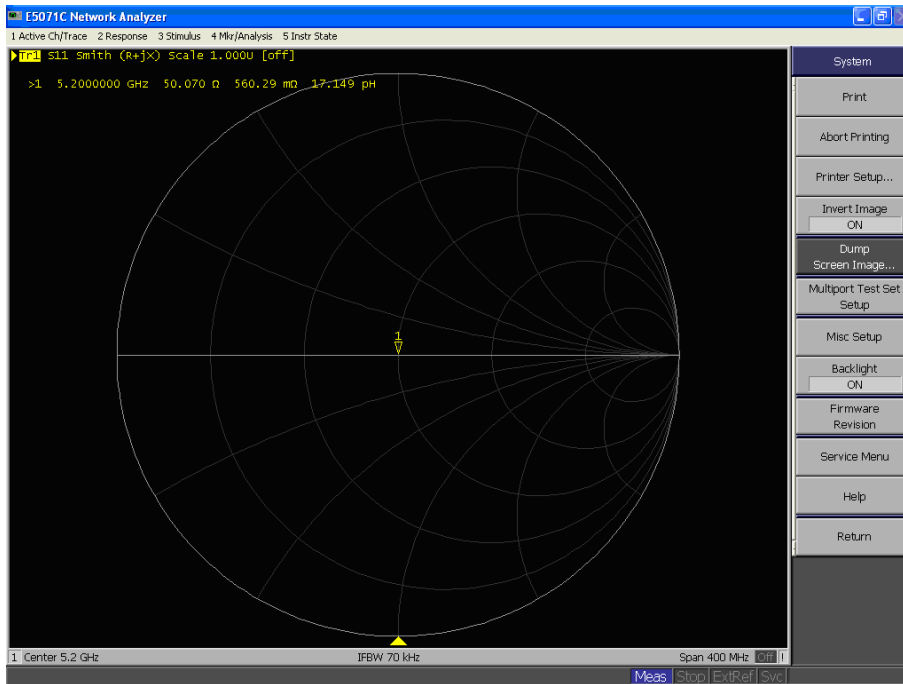 E5071C Network Analyzer
1 Active Ch/Trace 2 Response 3 Stimulus 4 Mkr/Analysis 5 Instr State
Tr1 S11 Smith (R+jX) Scale 1.000U [off]
>1 5.2000000 GHz 50.070 Ω 560.29 mΩ 17.149 pH
1
System
Print
Abort Printing
Printer Setup...
Invert Image
ON
Dump
Screen Image...
Multiport Test Set
Setup
Misc Setup
Backlight
ON
Firmware
Revision
Service Menu
Help
Return
1 Center 5.2 GHz IFBW 70 kHz Span 400 MHz Off !
Meas Stop ExtRef Svc